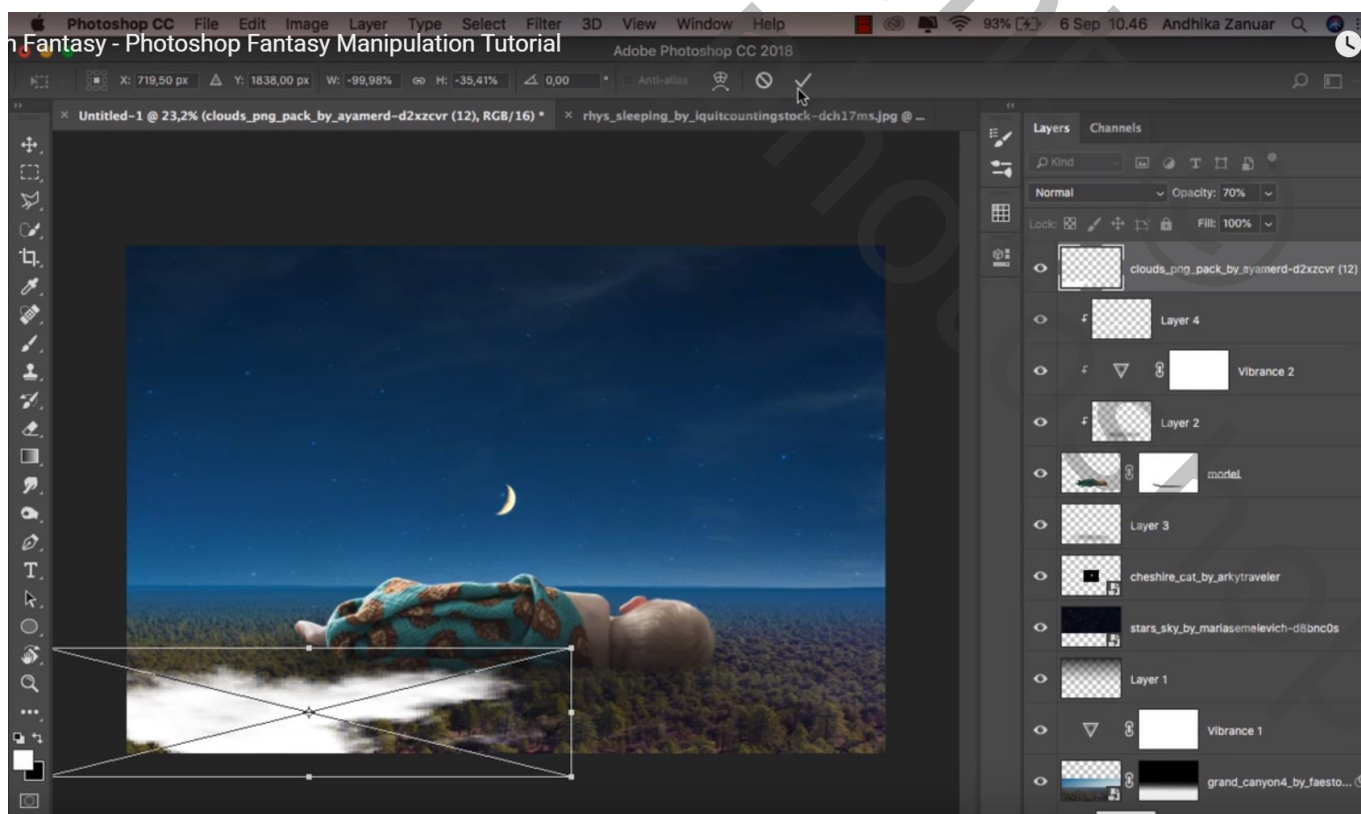 Photoshop CC File Edit Image Layer Type Select Filter 3D View Window Help 93% 6 Sep 10.46 Andhika Zanuar
n Fantasy - Photoshop Fantasy Manipulation Tutorial
Adobe Photoshop CC 2018
X: 719,50 px Y: 1838,00 px W: -99,98% H: -35,41% 0,00 ° Anti-alias
× Untitled-1 @ 23,2% (clouds_png_pack_by_ayamerd-d2xzcvr (12), RGB/16) * × rhys_sleeping_by_iquitcountingstock-dch17ms.jpg @ ...
Layers Channels
Kind
Normal Opacity: 70%
Lock: Fill: 100%
clouds_png_pack_by_ayamerd-d2xzcvr (12)
Layer 4
Vibrance 2
Layer 2
model
Layer 3
cheshire_cat_by_arkytraveler
stars_sky_by_mariasemelevich-d8bnc0s
Layer 1
Vibrance 1
grand_canyon4_by_faesto...